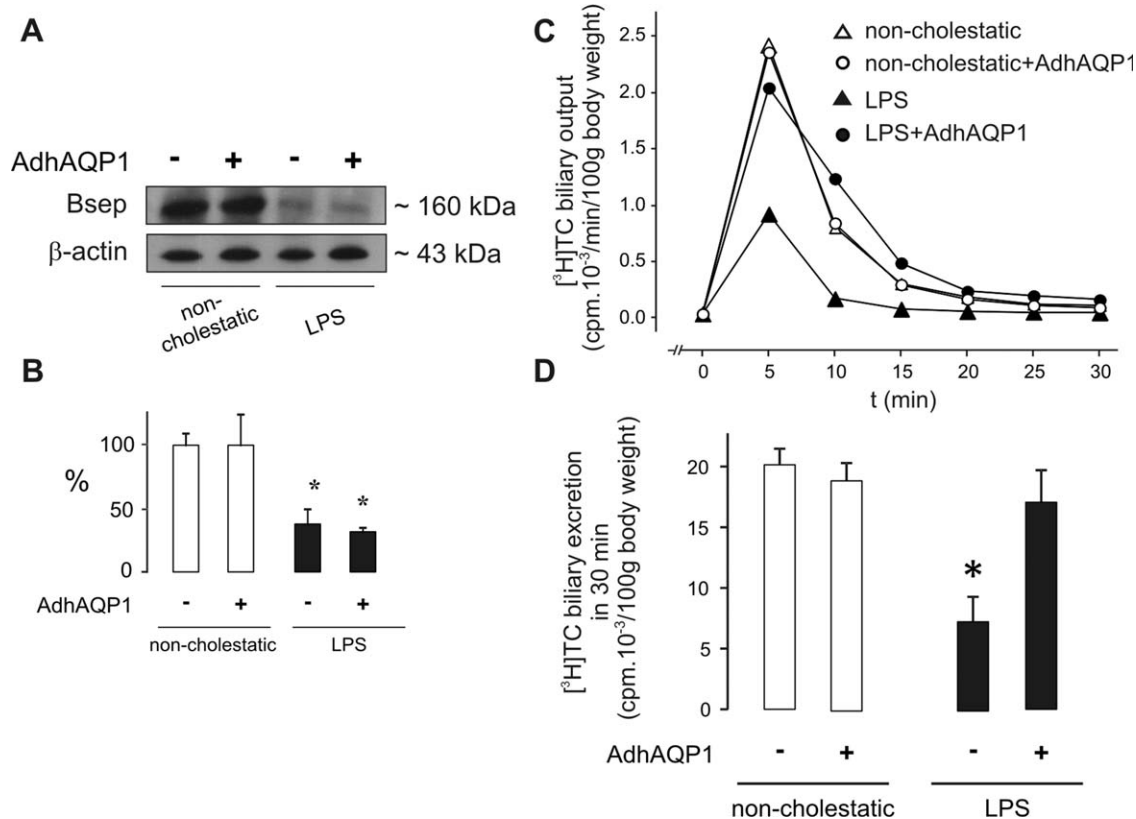 A
AdhAQP1 - + - +
Bsep ~ 160 kDa
β-actin ~ 43 kDa
non-
cholestatic
LPS
B
%
100
50
0
AdhAQP1 - + - +
non-cholestatic LPS
* *
C
[³H]TC biliary output
(cpm.10⁻³/min/100g body weight)
2.5
2.0
1.5
1.0
0.5
0.0
non-cholestatic
non-cholestatic+AdhAQP1
LPS
LPS+AdhAQP1
0 5 10 15 20 25 30
t (min)
D
[³H]TC biliary excretion
in 30 min
(cpm.10⁻³/100g body weight)
20
15
10
5
0
*
AdhAQP1 - + - +
non-cholestatic LPS